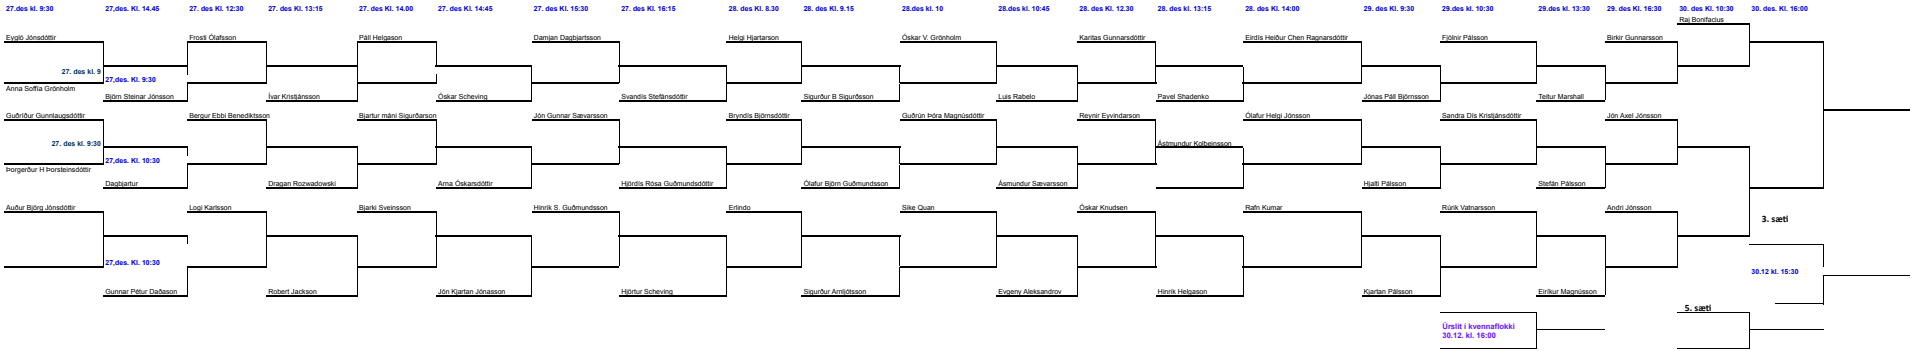 27.des kl. 9:30
27,des. Kl. 14.45
27. des Kl. 12:30
27. des Kl. 13:15
27. des Kl. 14.00
27. des Kl. 14:45
27. des Kl. 15:30
27. des Kl. 16:15
28. des Kl. 8.30
28. des Kl. 9.15
28.des kl. 10
28.des kl. 10:45
28. des Kl. 12.30
28. des kl. 13:15
28. des Kl. 14:00
29. des Kl. 9:30
29.des kl. 10:30
29.des kl. 13:30
29. des Kl. 16:30
30. des Kl. 10:30
30. des. Kl. 16:00
Raj Bonifacius
Eygló Jónsdóttir
Frosti Ólafsson
Páll Helgason
Damjan Dagbjartsson
Helgi Hjartarson
Óskar V. Grönholm
Karitas Gunnarsdóttir
Eirdís Heiður Chen Ragnarsdóttir
Fjölnir Pálsson
Birkir Gunnarsson
27. des kl. 9
27,des. Kl. 9:30
Anna Soffía Grönholm
Björn Steinar Jónsson
Ívar Kristjánsson
Óskar Scheving
Svandís Stefánsdóttir
Sigurður B Sigurðsson
Luis Rabelo
Pavel Shadenko
Jónas Páll Björnsson
Teitur Marshall
Guðríður Gunnlaugsdóttir
Bergur Ebbi Benediktsson
Bjartur máni Sigurðarson
Jón Gunnar Sævarsson
Bryndís Björnsdóttir
Guðrún Þóra Magnúsdóttir
Reynir Eyvindarson
Ólafur Helgi Jónsson
Sandra Dís Kristjánsdóttir
Jón Axel Jónsson
27. des kl. 9:30
Ástmundur Kolbeinsson
27,des. Kl. 10:30
Þorgerður H Þorsteinsdóttir
Dagbjartur
Dragan Rozwadowski
Arna Óskarsdóttir
Hjördís Rósa Guðmundsdóttir
Ólafur Björn Guðmundsson
Ásmundur Sævarsson
Hjalti Pálsson
Stefán Pálsson
Auður Björg Jónsdóttir
Logi Karlsson
Bjarki Sveinsson
Hinrik S. Guðmundsson
Erlindo
Sike Quan
Óskar Knudsen
Rafn Kumar
Rúrik Vatnarsson
Andri Jónsson
3. sæti
27,des. Kl. 10:30
30.12 kl. 15:30
Gunnar Pétur Daðason
Robert Jackson
Jón Kjartan Jónasson
Hjörtur Scheving
Sigurður Arnljótsson
Evgeny Aleksandrov
Hinrik Helgason
Kjartan Pálsson
Eiríkur Magnússon
5. sæti
Úrslit í kvennaflokki
30.12. kl. 16:00